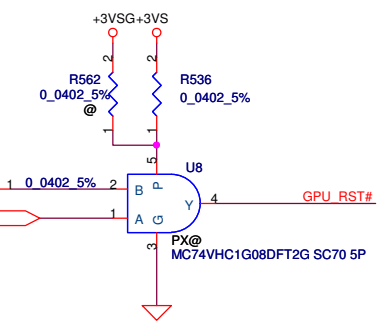 +3VSG +3VS
2 2
R562 R536
0_0402_5% 0_0402_5%
@
1 1
5
U8
1 0_0402_5% 2 B P
Y 4 GPU_RST#
1 A G
PX@
3
MC74VHC1G08DFT2G SC70 5P